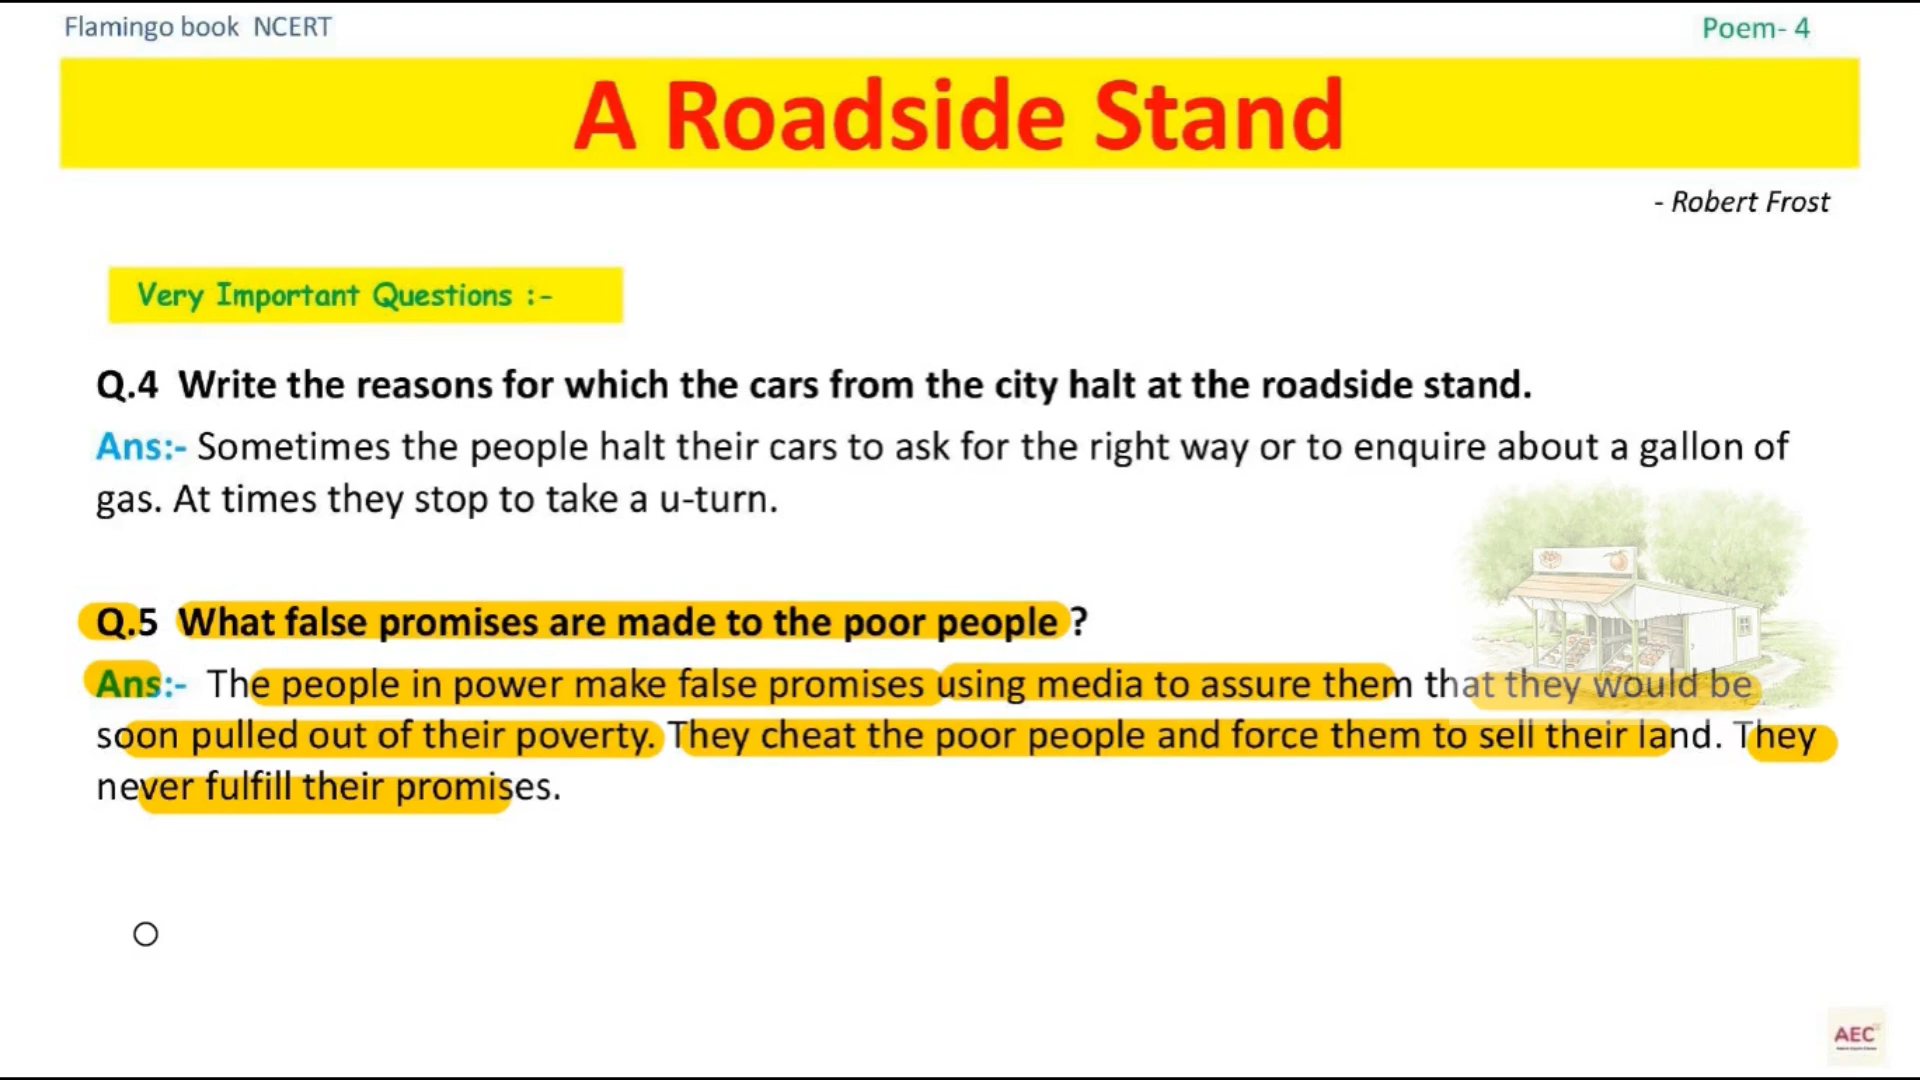 Flamingo book NCERT
Poem- 4
A Roadside Stand
- Robert Frost
Very Important Questions :-
Q.4 Write the reasons for which the cars from the city halt at the roadside stand.
Ans:- Sometimes the people halt their cars to ask for the right way or to enquire about a gallon of
gas. At times they stop to take a u-turn.
Q.5 What false promises are made to the poor people ?
Ans:- The people in power make false promises using media to assure them that they would be
soon pulled out of their poverty. They cheat the poor people and force them to sell their land. They
never fulfill their promises.
AEC